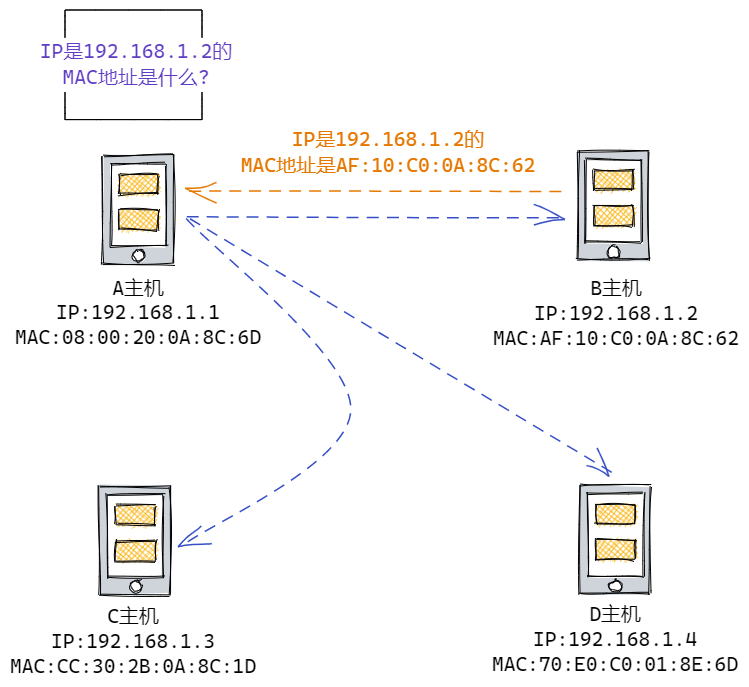 IP是192.168.1.2的
MAC地址是什么?
IP是192.168.1.2的
MAC地址是AF:10:C0:0A:8C:62
A主机
IP:192.168.1.1
MAC:08:00:20:0A:8C:6D
B主机
IP:192.168.1.2
MAC:AF:10:C0:0A:8C:62
C主机
IP:192.168.1.3
MAC:CC:30:2B:0A:8C:1D
D主机
IP:192.168.1.4
MAC:70:E0:C0:01:8E:6D